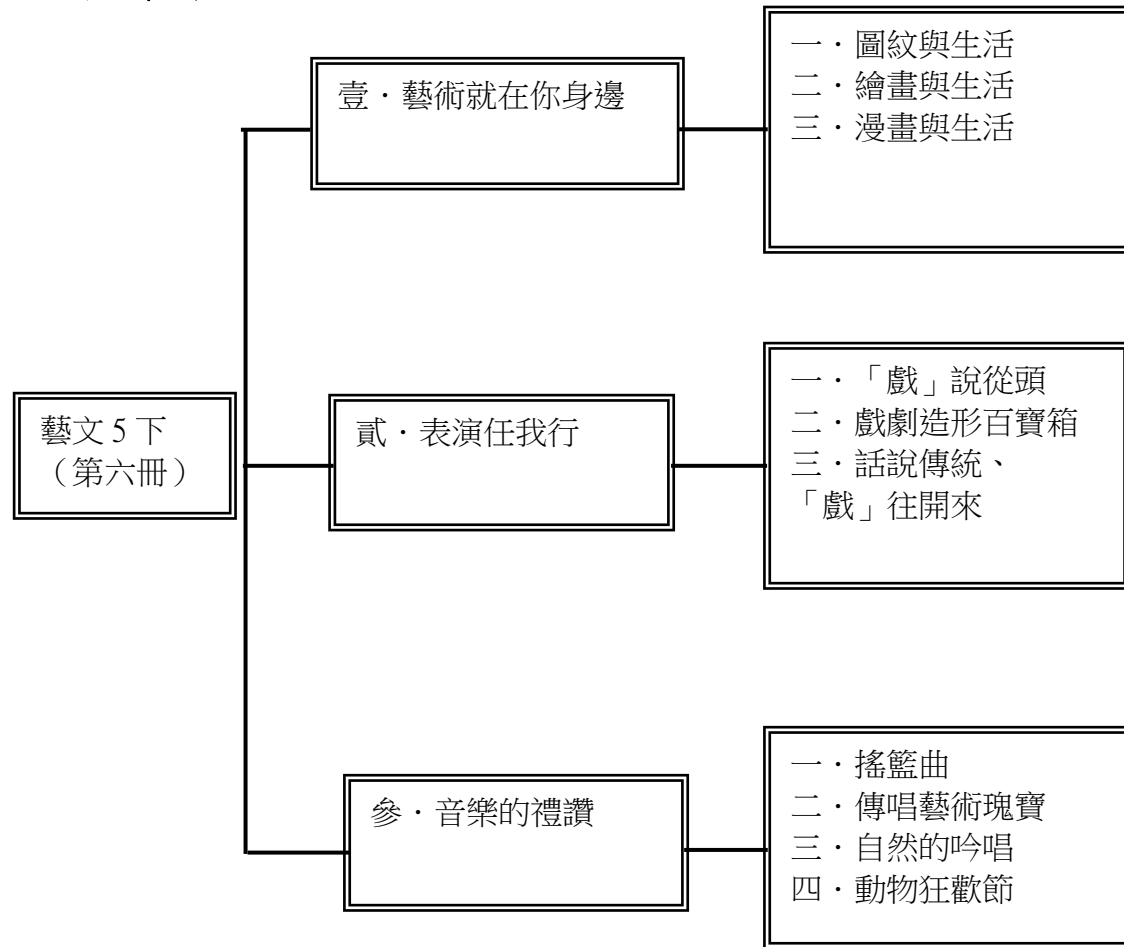 壹．藝術就在你身邊
一．圖紋與生活
二．繪畫與生活
三．漫畫與生活
藝文 5 下
（第六冊）
貳．表演任我行
一．「戲」說從頭
二．戲劇造形百寶箱
三．話說傳統、
「戲」往開來
參．音樂的禮讚
一．搖籃曲
二．傳唱藝術瑰寶
三．自然的吟唱
四．動物狂歡節